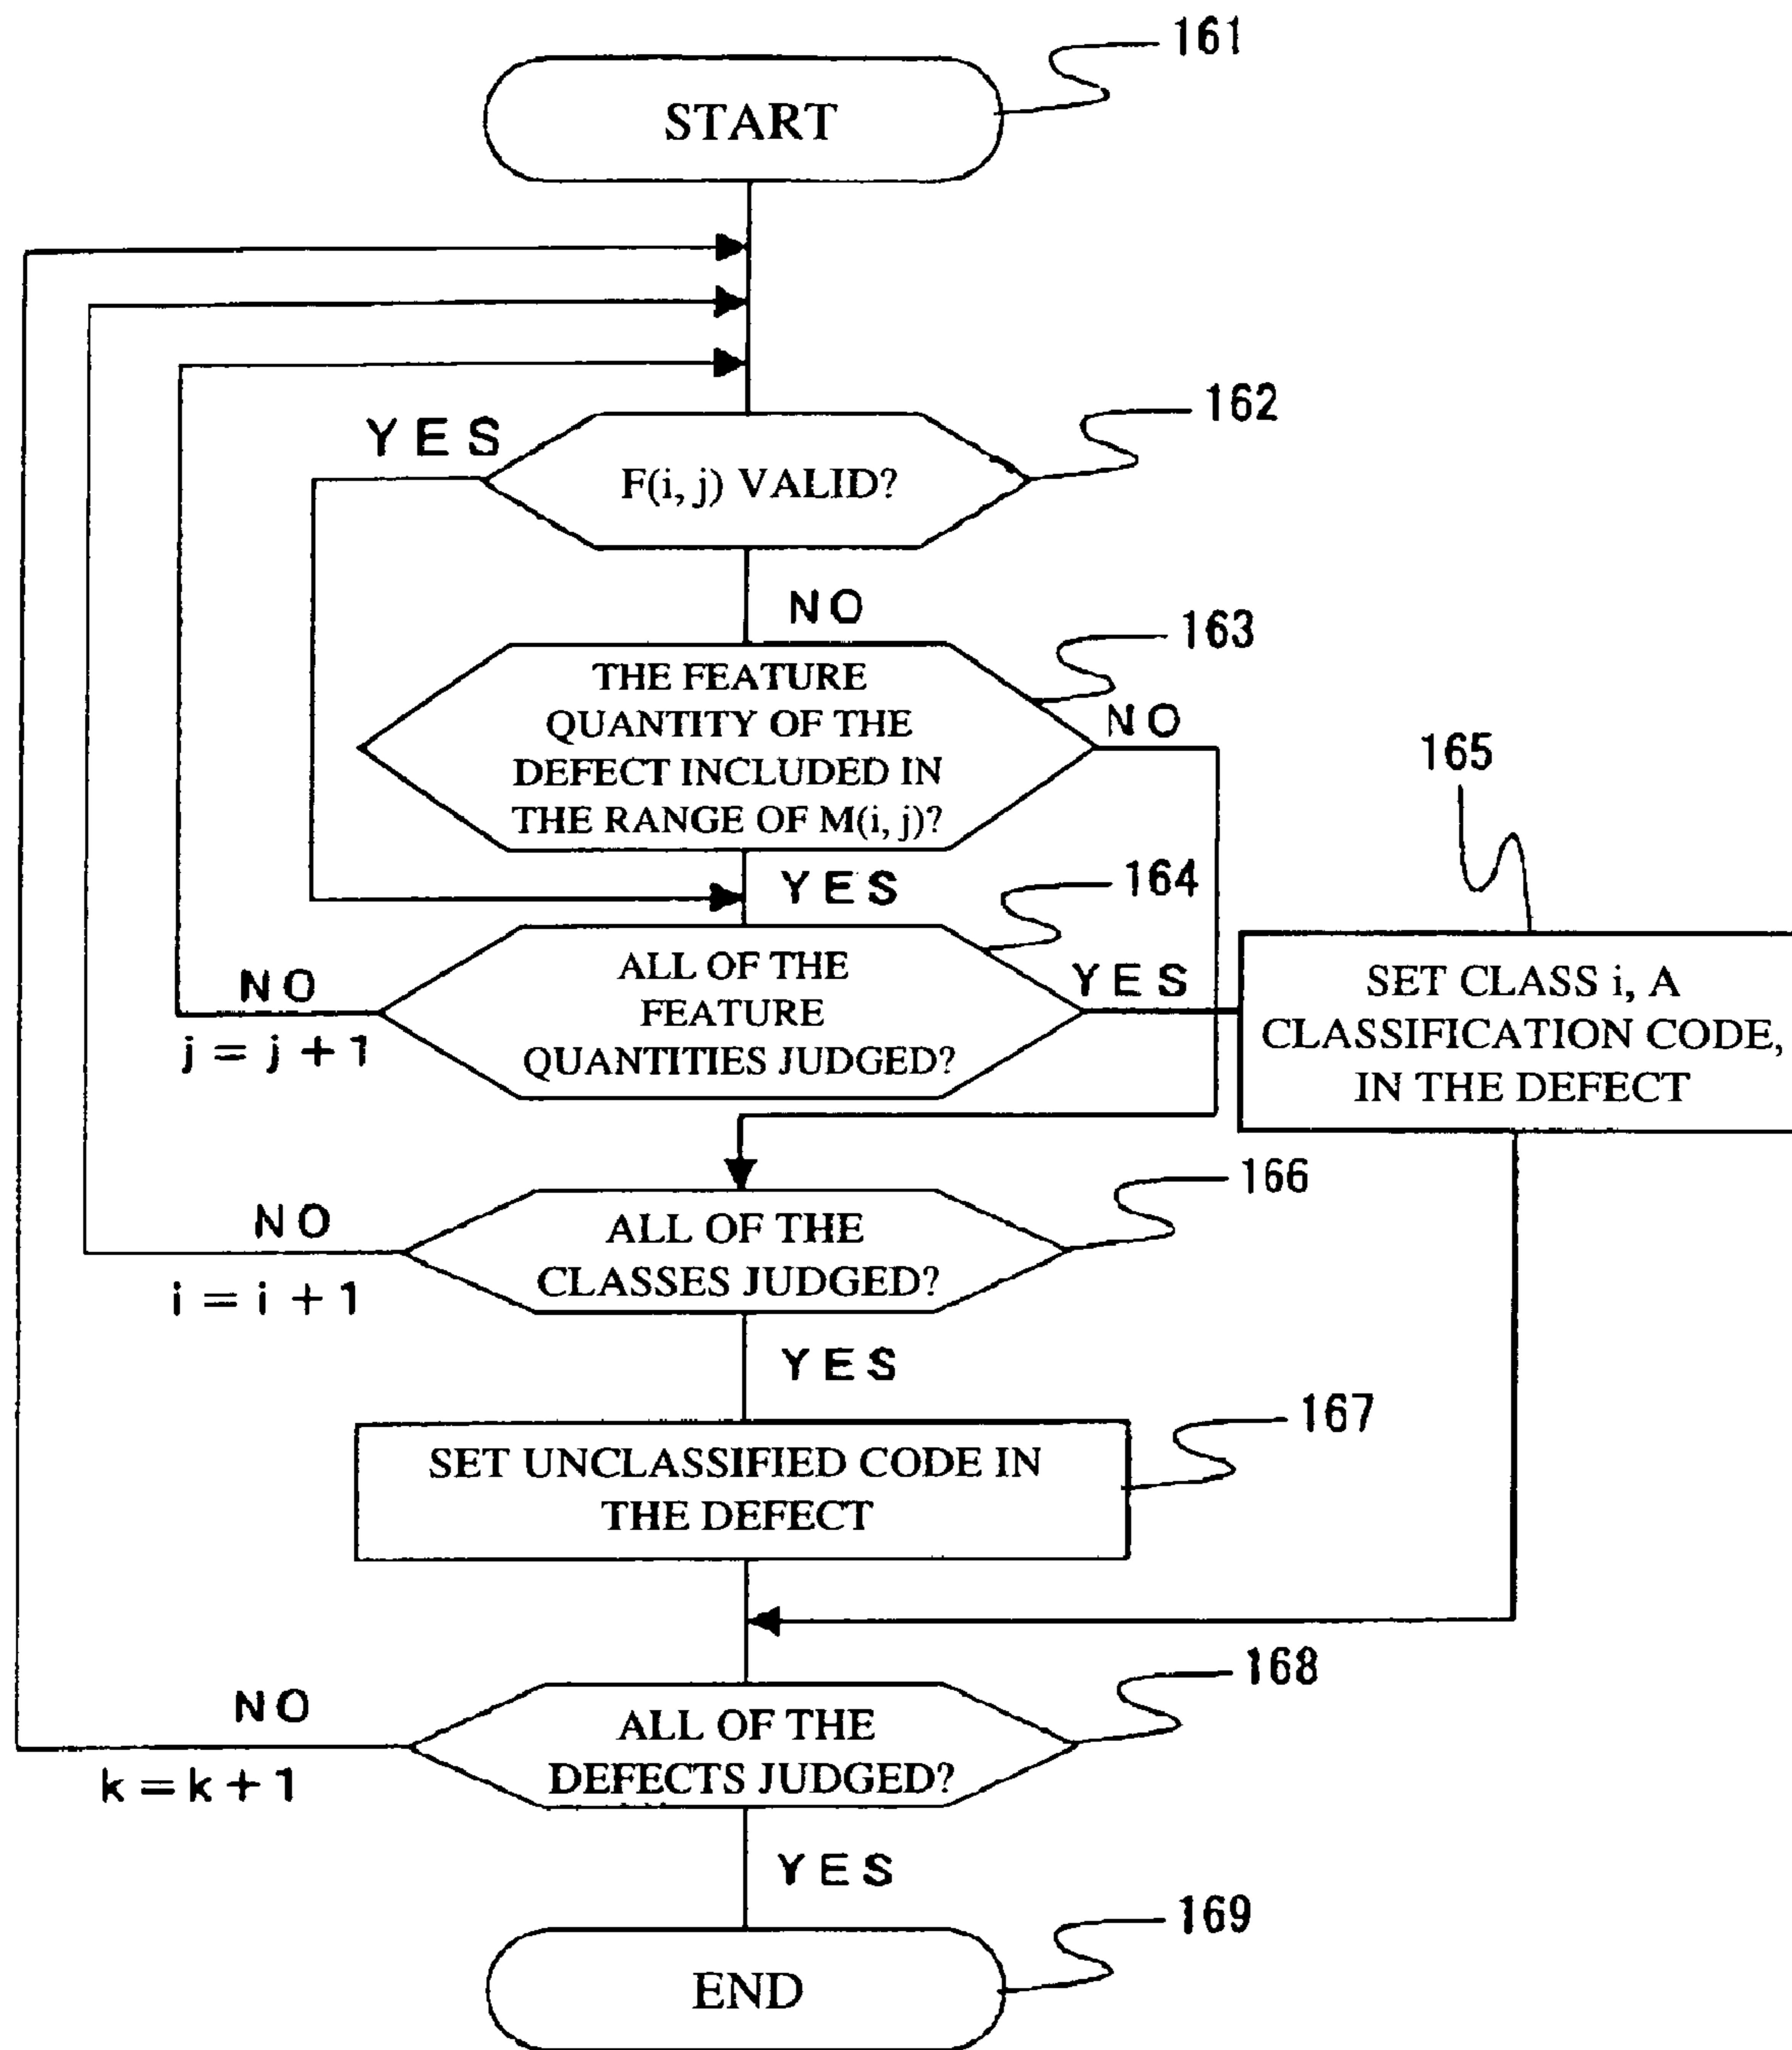 161
START
162
YES
F(i, j) VALID?
NO
163
THE FEATURE
QUANTITY OF THE
DEFECT INCLUDED IN
THE RANGE OF M(i, j)?
NO
165
YES
164
ALL OF THE
FEATURE
QUANTITIES JUDGED?
NO
j = j + 1
YES
SET CLASS i, A
CLASSIFICATION CODE,
IN THE DEFECT
166
ALL OF THE
CLASSES JUDGED?
NO
i = i + 1
YES
167
SET UNCLASSIFIED CODE IN
THE DEFECT
168
ALL OF THE
DEFECTS JUDGED?
NO
k = k + 1
YES
169
END